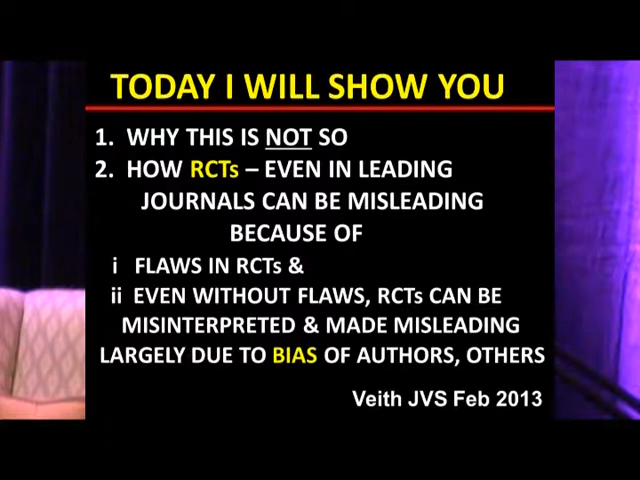 TODAY I WILL SHOW YOU
1. WHY THIS IS NOT SO
2. HOW RCTs – EVEN IN LEADING
JOURNALS CAN BE MISLEADING
BECAUSE OF
i FLAWS IN RCTs &
ii EVEN WITHOUT FLAWS, RCTs CAN BE
MISINTERPRETED & MADE MISLEADING
LARGELY DUE TO BIAS OF AUTHORS, OTHERS
Veith JVS Feb 2013